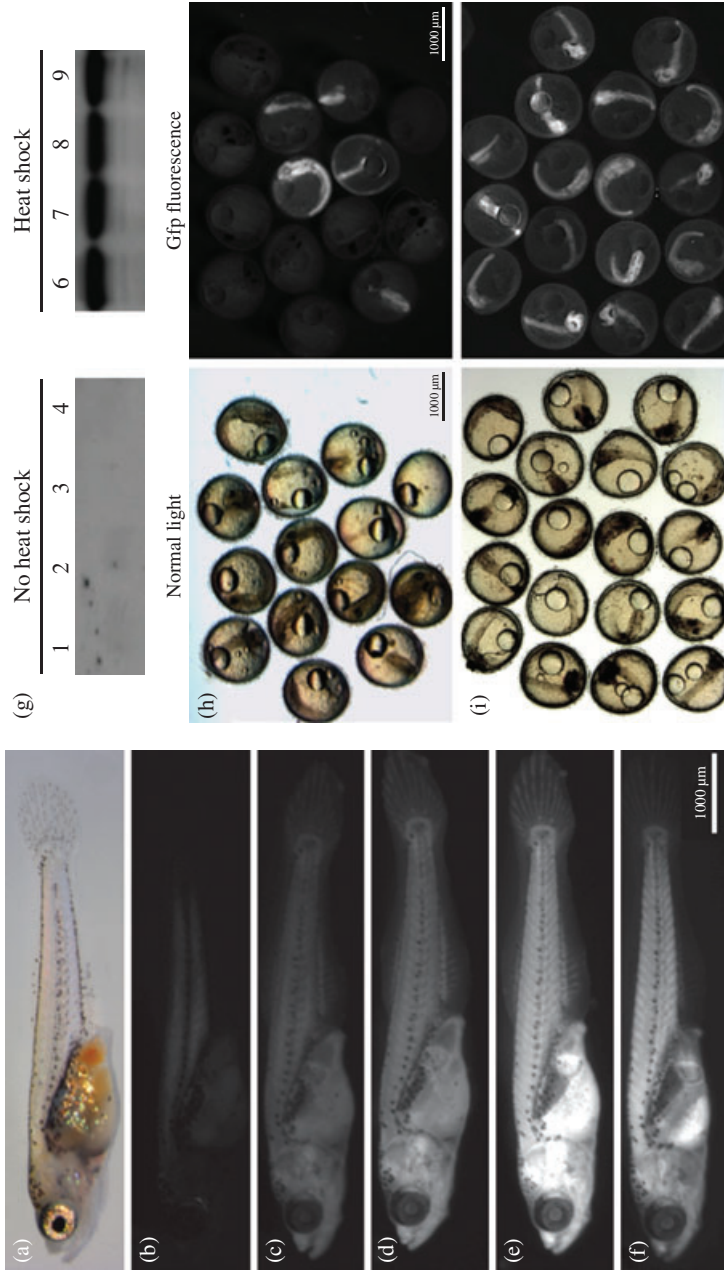 (a)
(b)
(c)
(d)
(e)
(f)
1000 μm
(g)
No heat shock
Heat shock
1 2 3 4
6 7 8 9
Normal light
Gfp fluorescence
(h)
1000 μm
1000 μm
(i)